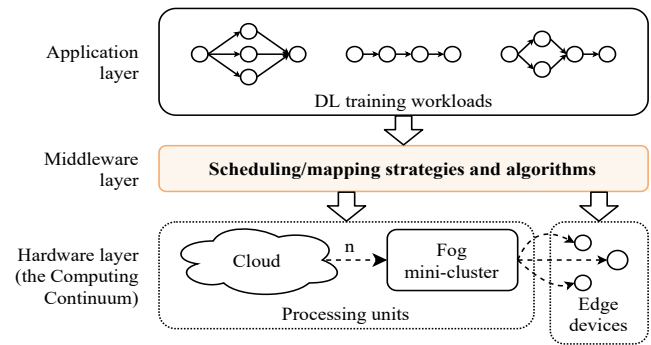 Application
layer
DL training workloads
Middleware
layer
Scheduling/mapping strategies and algorithms
Hardware layer
(the Computing
Continuum)
Cloud
n
Fog
mini-cluster
Processing units
Edge
devices